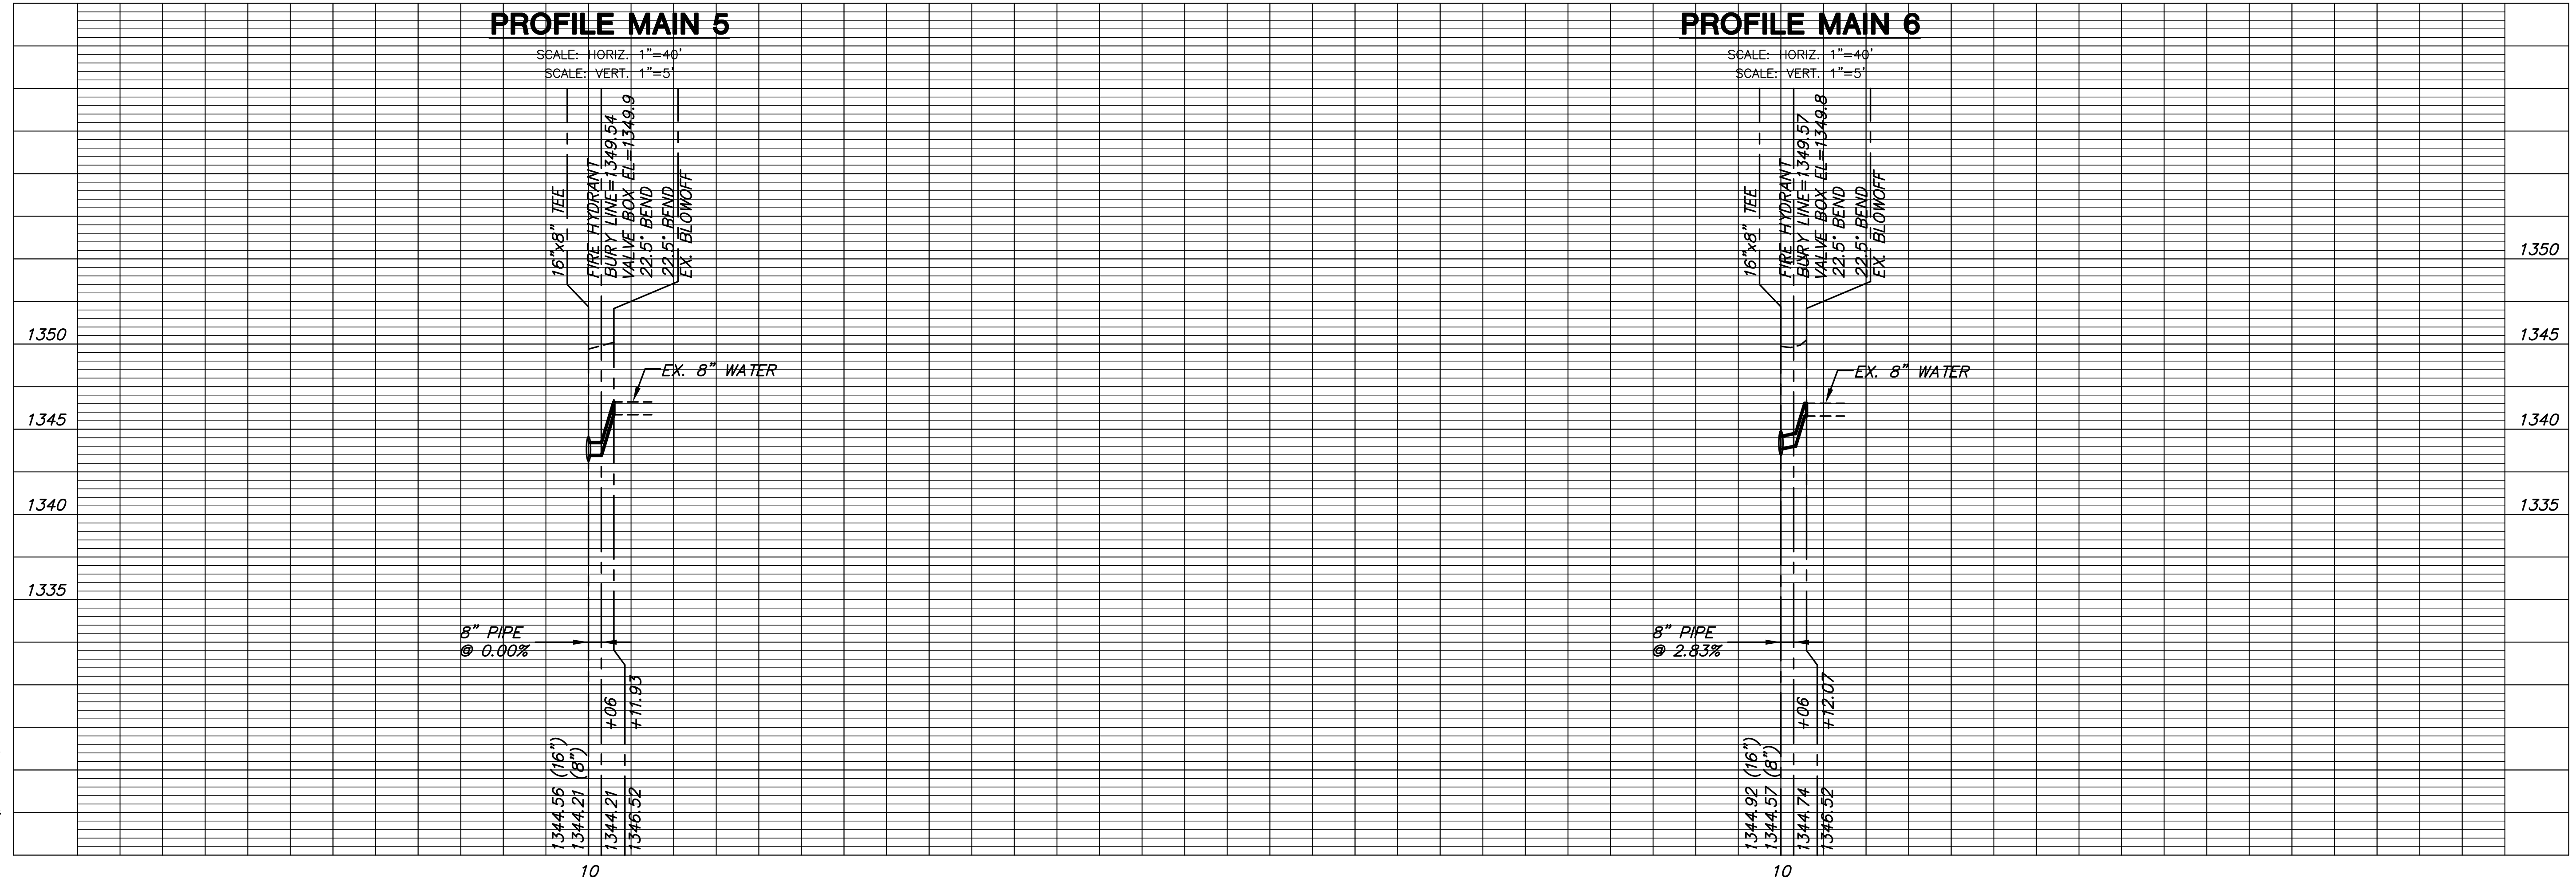 PROFILE MAIN 5
SCALE: HORIZ. 1"=40'
SCALE: VERT. 1"=5'
16"x8" TEE
FIRE HYDRANT
BURY LINE=1349.54
VALVE BOX EL=1349.9
22.5° BEND
22.5° BEND
EX. BLOWOFF
EX. 8" WATER
1350
1345
1340
1335
8" PIPE
@ 0.00%
+06
+11.93
1344.56 (16")
1344.21 (8")
1344.21
1346.52
10
PROFILE MAIN 6
SCALE: HORIZ. 1"=40'
SCALE: VERT. 1"=5'
16"x8" TEE
FIRE HYDRANT
BURY LINE=1349.57
VALVE BOX EL=1349.8
22.5° BEND
22.5° BEND
EX. BLOWOFF
EX. 8" WATER
1350
1345
1340
1335
8" PIPE
@ 2.83%
+06
+12.07
1344.92 (16")
1344.57 (8")
1344.74
1346.52
10